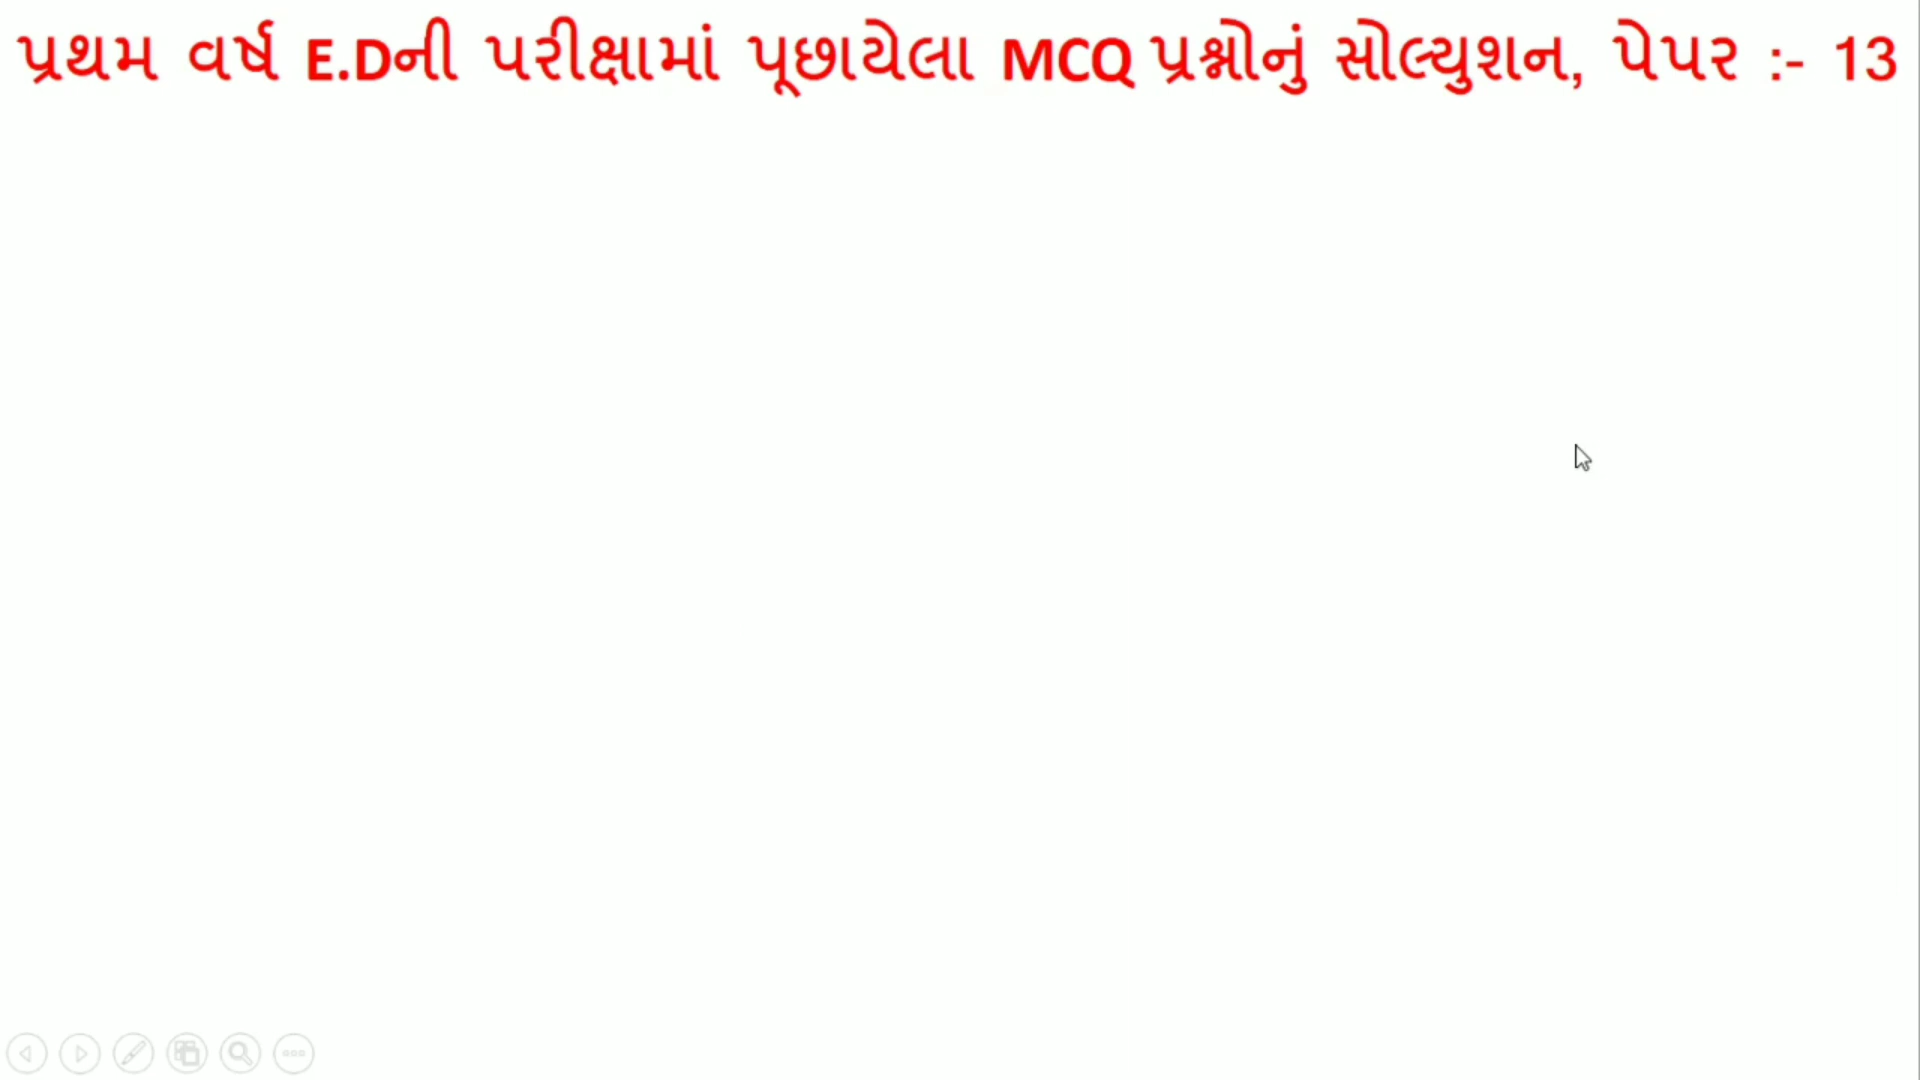 પ્રથમ વર્ષ E.Dની પરીક્ષામાં પૂછાયેલા MCQ પ્રશ્નોનું સોલ્યુશન, પેપર :- 13